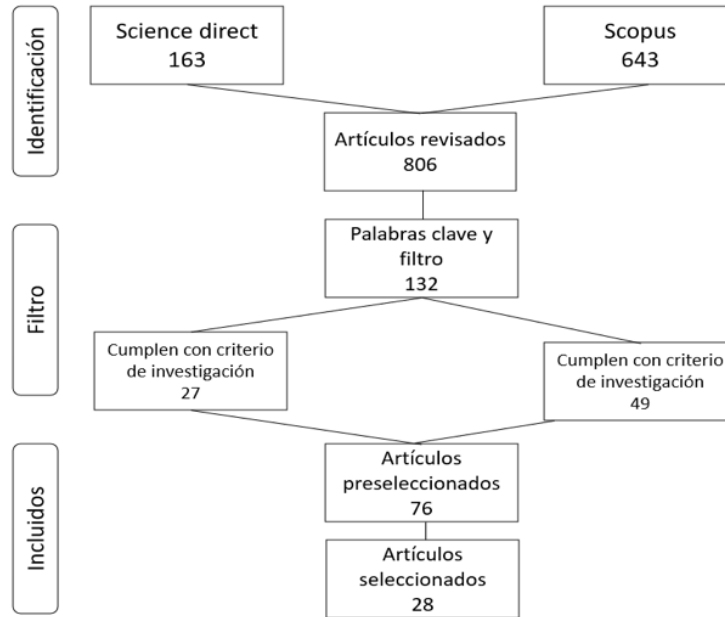 Identificación
Science direct
163
Scopus
643
Artículos revisados
806
Filtro
Palabras clave y
filtro
132
Cumplen con criterio
de investigación
27
Cumplen con criterio
de investigación
49
Incluidos
Artículos
preseleccionados
76
Artículos
seleccionados
28